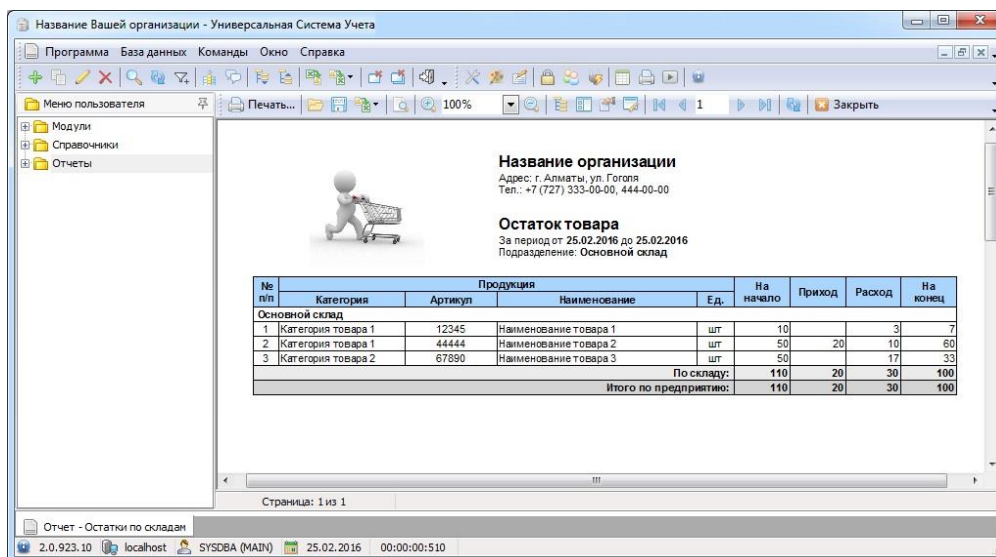 Название Вашей организации - Универсальная Система Учета
Программа База данных Команды Окно Справка
Меню пользователя
Печать... 100% 1 Закрыть
Модули
Справочники
Отчеты
Название организации
Адрес: г. Алматы, ул. Гоголя
Тел.: +7 (727) 333-00-00, 444-00-00
Остаток товара
За период от 25.02.2016 до 25.02.2016
Подразделение: Основной склад
№ п/п Продукция На начало Приход Расход На конец
Категория Артикул Наименование Ед.
Основной склад
1 Категория товара 1 12345 Наименование товара 1 шт 10 3 7
2 Категория товара 1 44444 Наименование товара 2 шт 50 20 10 60
3 Категория товара 2 67890 Наименование товара 3 шт 50 17 33
По складу: 110 20 30 100
Итого по предприятию: 110 20 30 100
Страница: 1 из 1
Отчет - Остатки по складам
2.0.923.10 localhost SYSDBA (MAIN) 25.02.2016 00:00:00:510